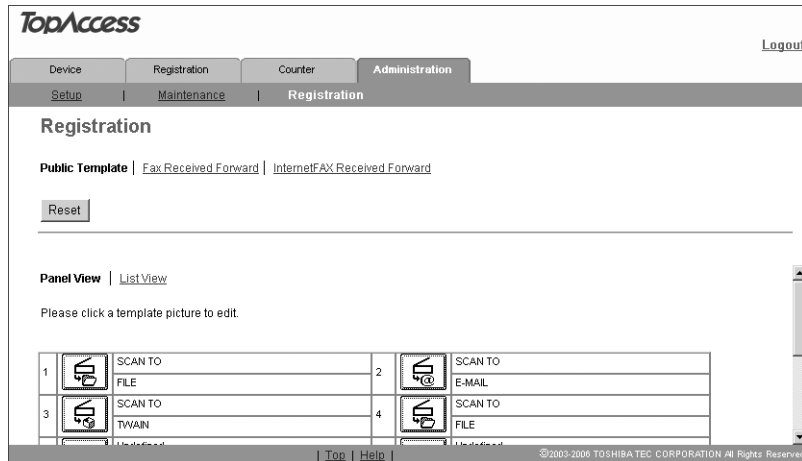 TopAccess
Logout
Device Registration Counter Administration
Setup | Maintenance | Registration
Registration
Public Template | Fax Received Forward | InternetFAX Received Forward
Reset
Panel View | List View
Please click a template picture to edit.
1 SCAN TO FILE
2 SCAN TO @ E-MAIL
3 SCAN TO TWAIN
4 SCAN TO FILE
| Top | Help |
©2003-2006 TOSHIBA TEC CORPORATION All Rights Reserved